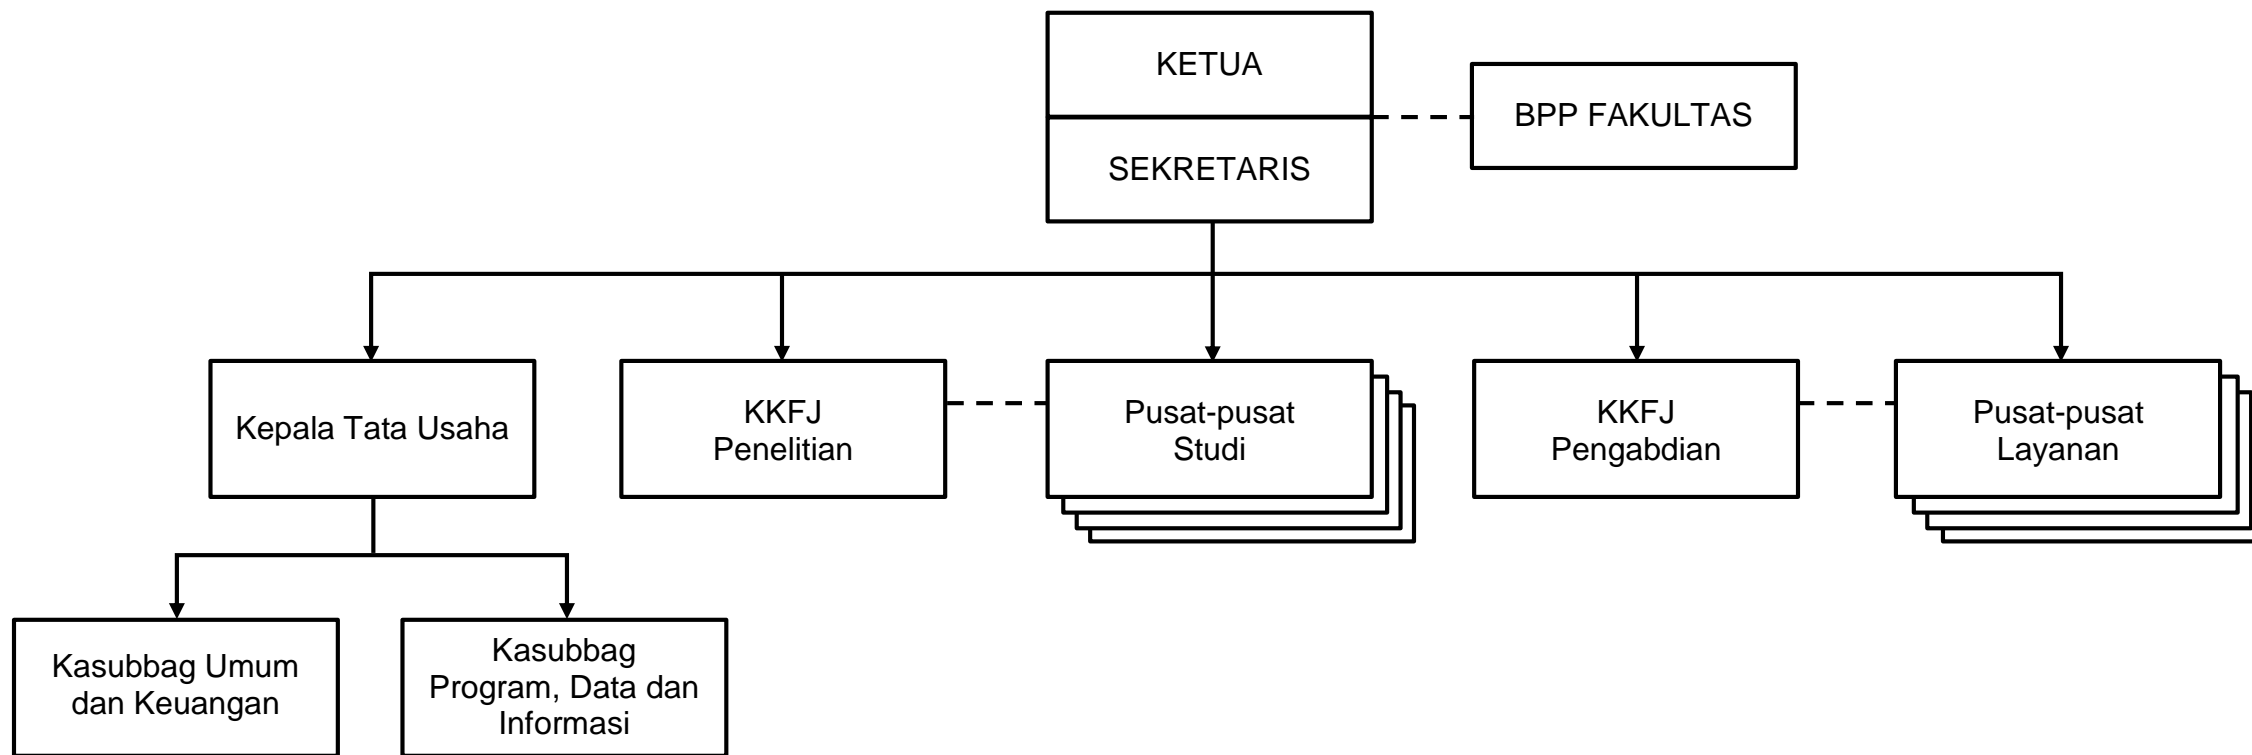 KETUA
BPP FAKULTAS
SEKRETARIS
Kepala Tata Usaha
KKFJ
Penelitian
Pusat-pusat
Studi
KKFJ
Pengabdian
Pusat-pusat
Layanan
Kasubbag Umum
dan Keuangan
Kasubbag
Program, Data dan
Informasi